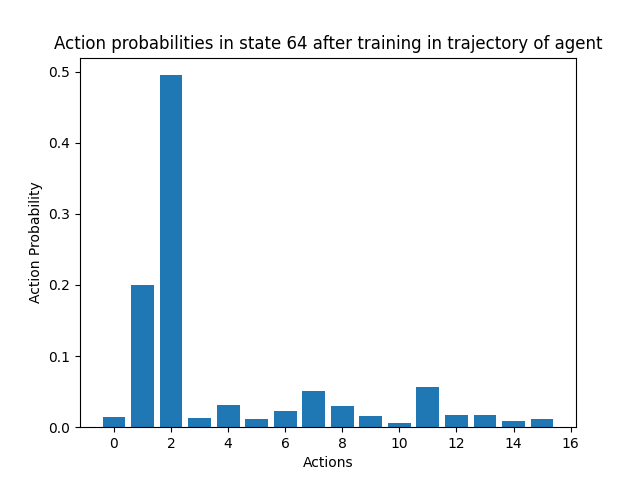 Action probabilities in state 64 after training in trajectory of agent
0.5
0.4
0.3
0.2
0.1
0.0
Action Probability
0 2 4 6 8 10 12 14 16
Actions